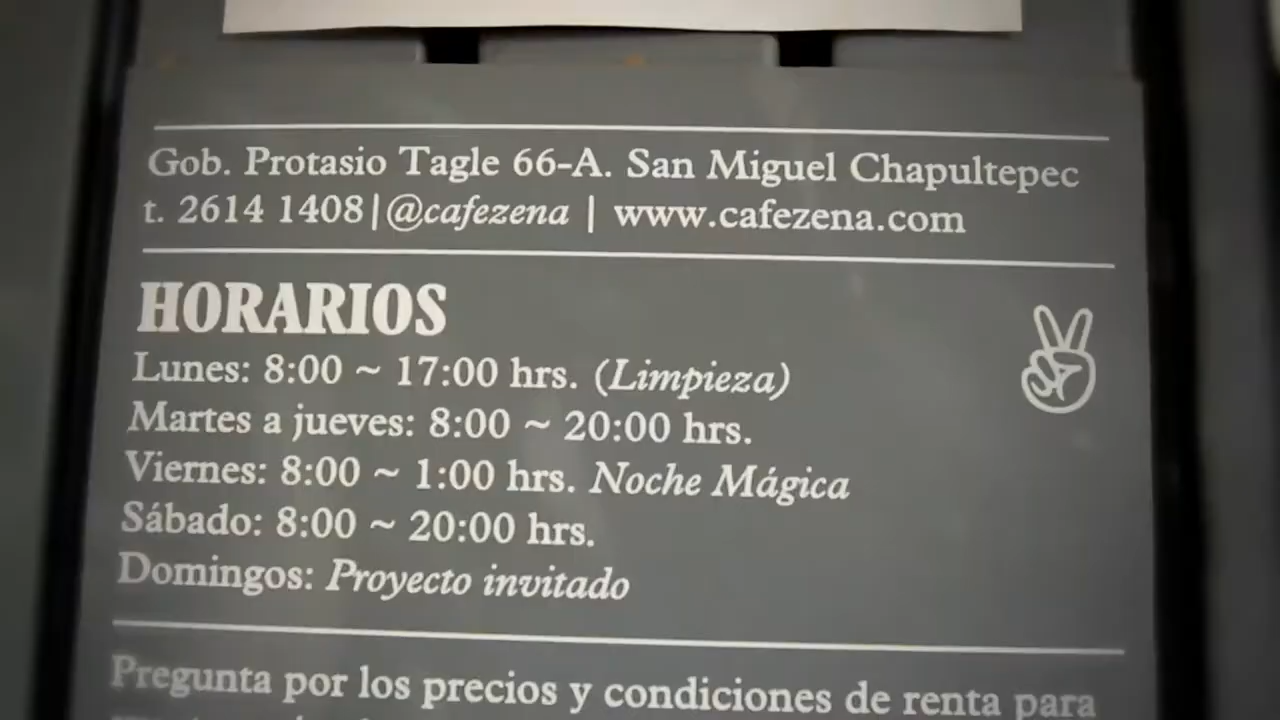 Gob. Protasio Tagle 66-A. San Miguel Chapultepec
t. 2614 1408|@cafezena | www.cafezena.com
HORARIOS
Lunes: 8:00 ~ 17:00 hrs. (Limpieza)
Martes a jueves: 8:00 ~ 20:00 hrs.
Viernes: 8:00 ~ 1:00 hrs. Noche Mágica
Sábado: 8:00 ~ 20:00 hrs.
Domingos: Proyecto invitado
Pregunta por los precios y condiciones de renta para